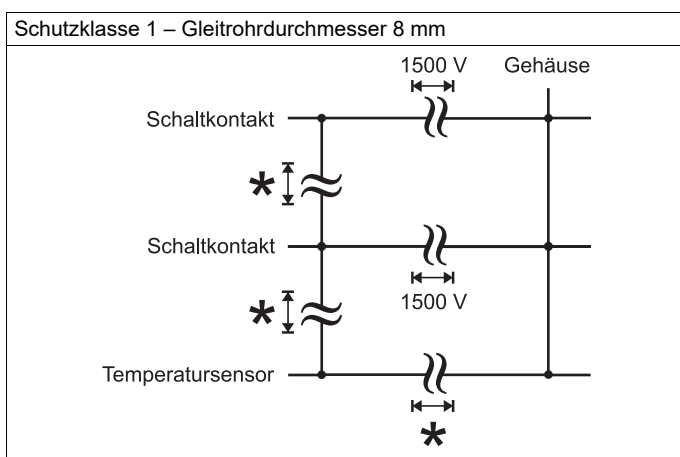 Schutzklasse 1 – Gleitrohrdurchmesser 8 mm
1500 V Gehäuse
Schaltkontakt
*
Schaltkontakt
1500 V
*
Temperatursensor
*